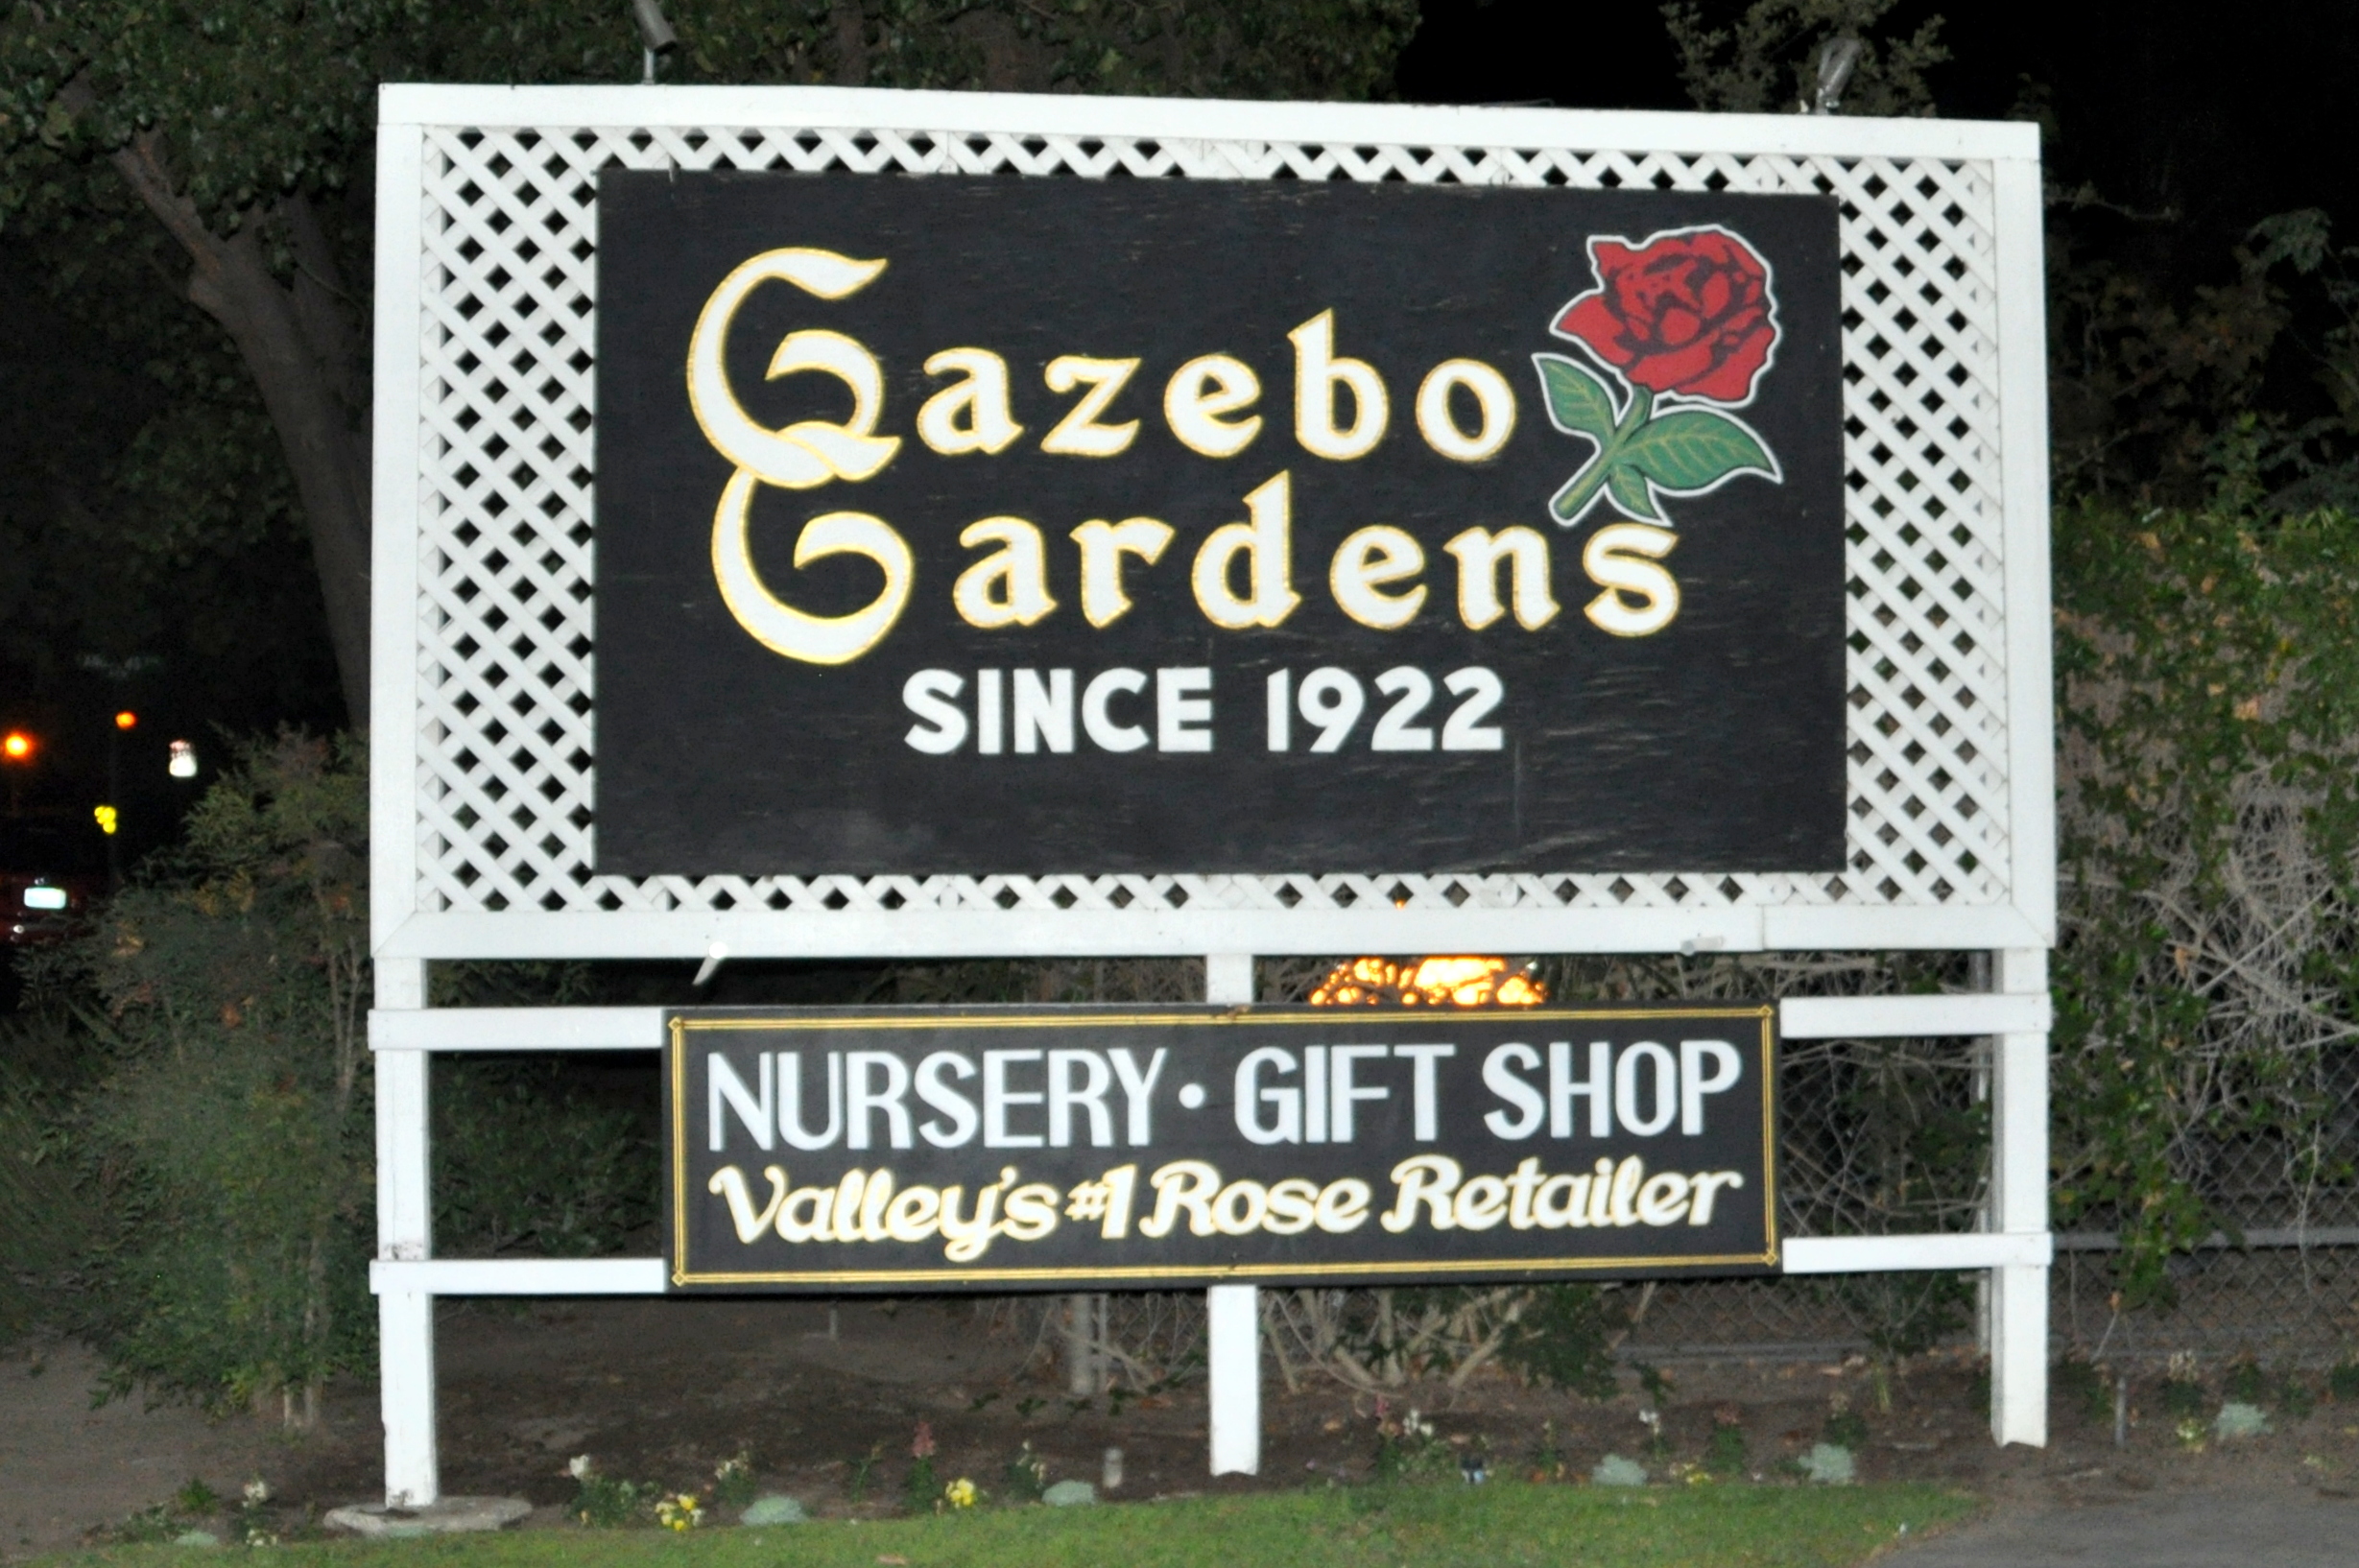 Gazebo
Gardens
SINCE 1922
NURSERY • GIFT SHOP
Valley's #1 Rose Retailer